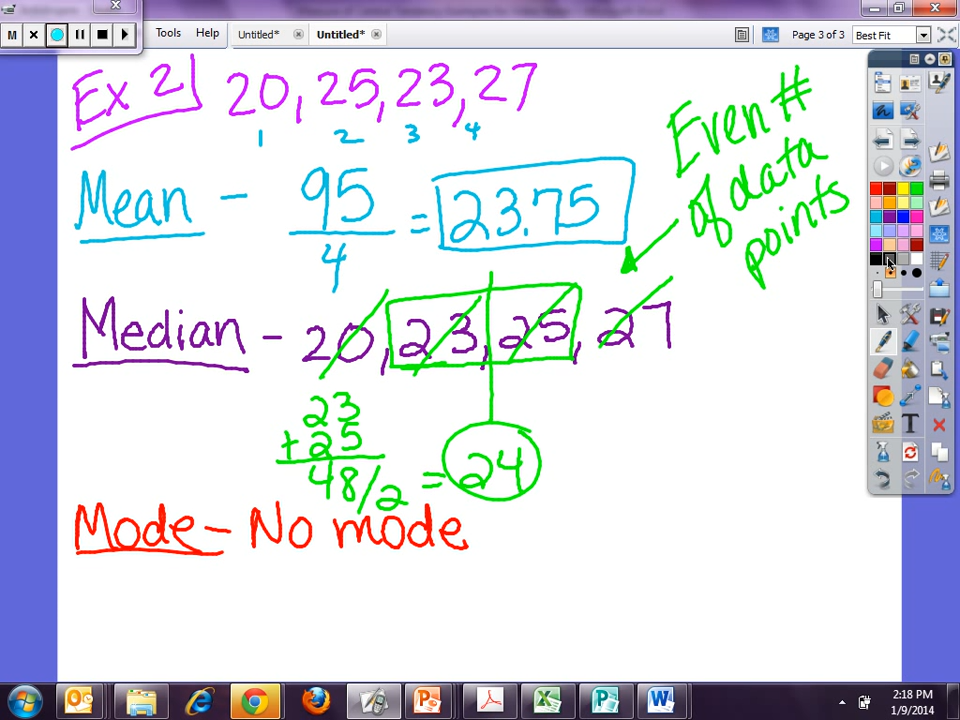 M
Tools Help Untitled* Untitled* Page 3 of 3 Best Fit
Ex 2 20, 25, 23, 27
1 2 3 4
Even #
of data
points
Mean - 95/4 = 23.75
Median - 20, 23, 25, 27
23
+ 25
48/2 = 24
Mode - No mode
T
2:18 PM
1/9/2014